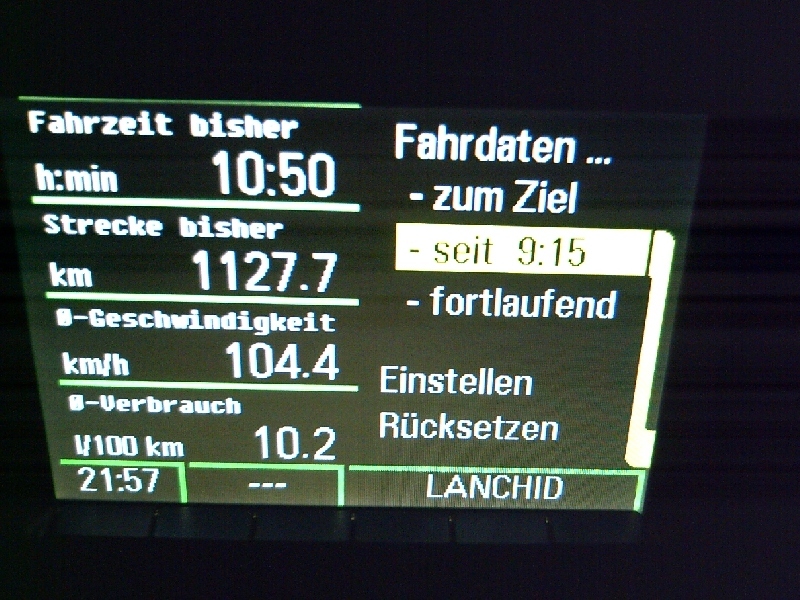 Fahrzeit bisher
h:min 10:50
Strecke bisher
km 1127.7
Ø-Geschwindigkeit
km/h 104.4
Ø-Verbrauch
l/100 km 10.2
21:57 --- LANCHID
Fahrdaten ...
- zum Ziel
- seit 9:15
- fortlaufend
Einstellen
Rücksetzen